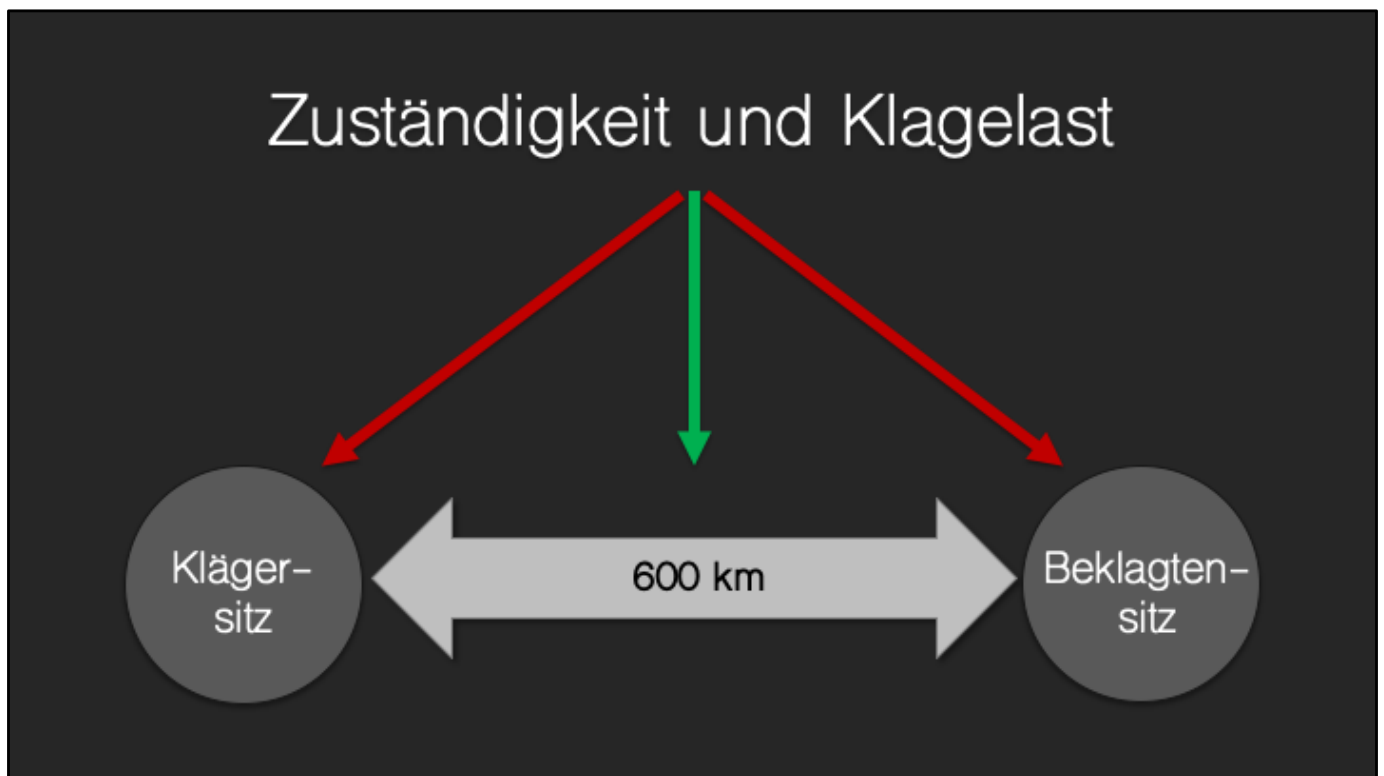 Zuständigkeit und Klagelast
Kläger-
sitz
600 km
Beklagten-
sitz